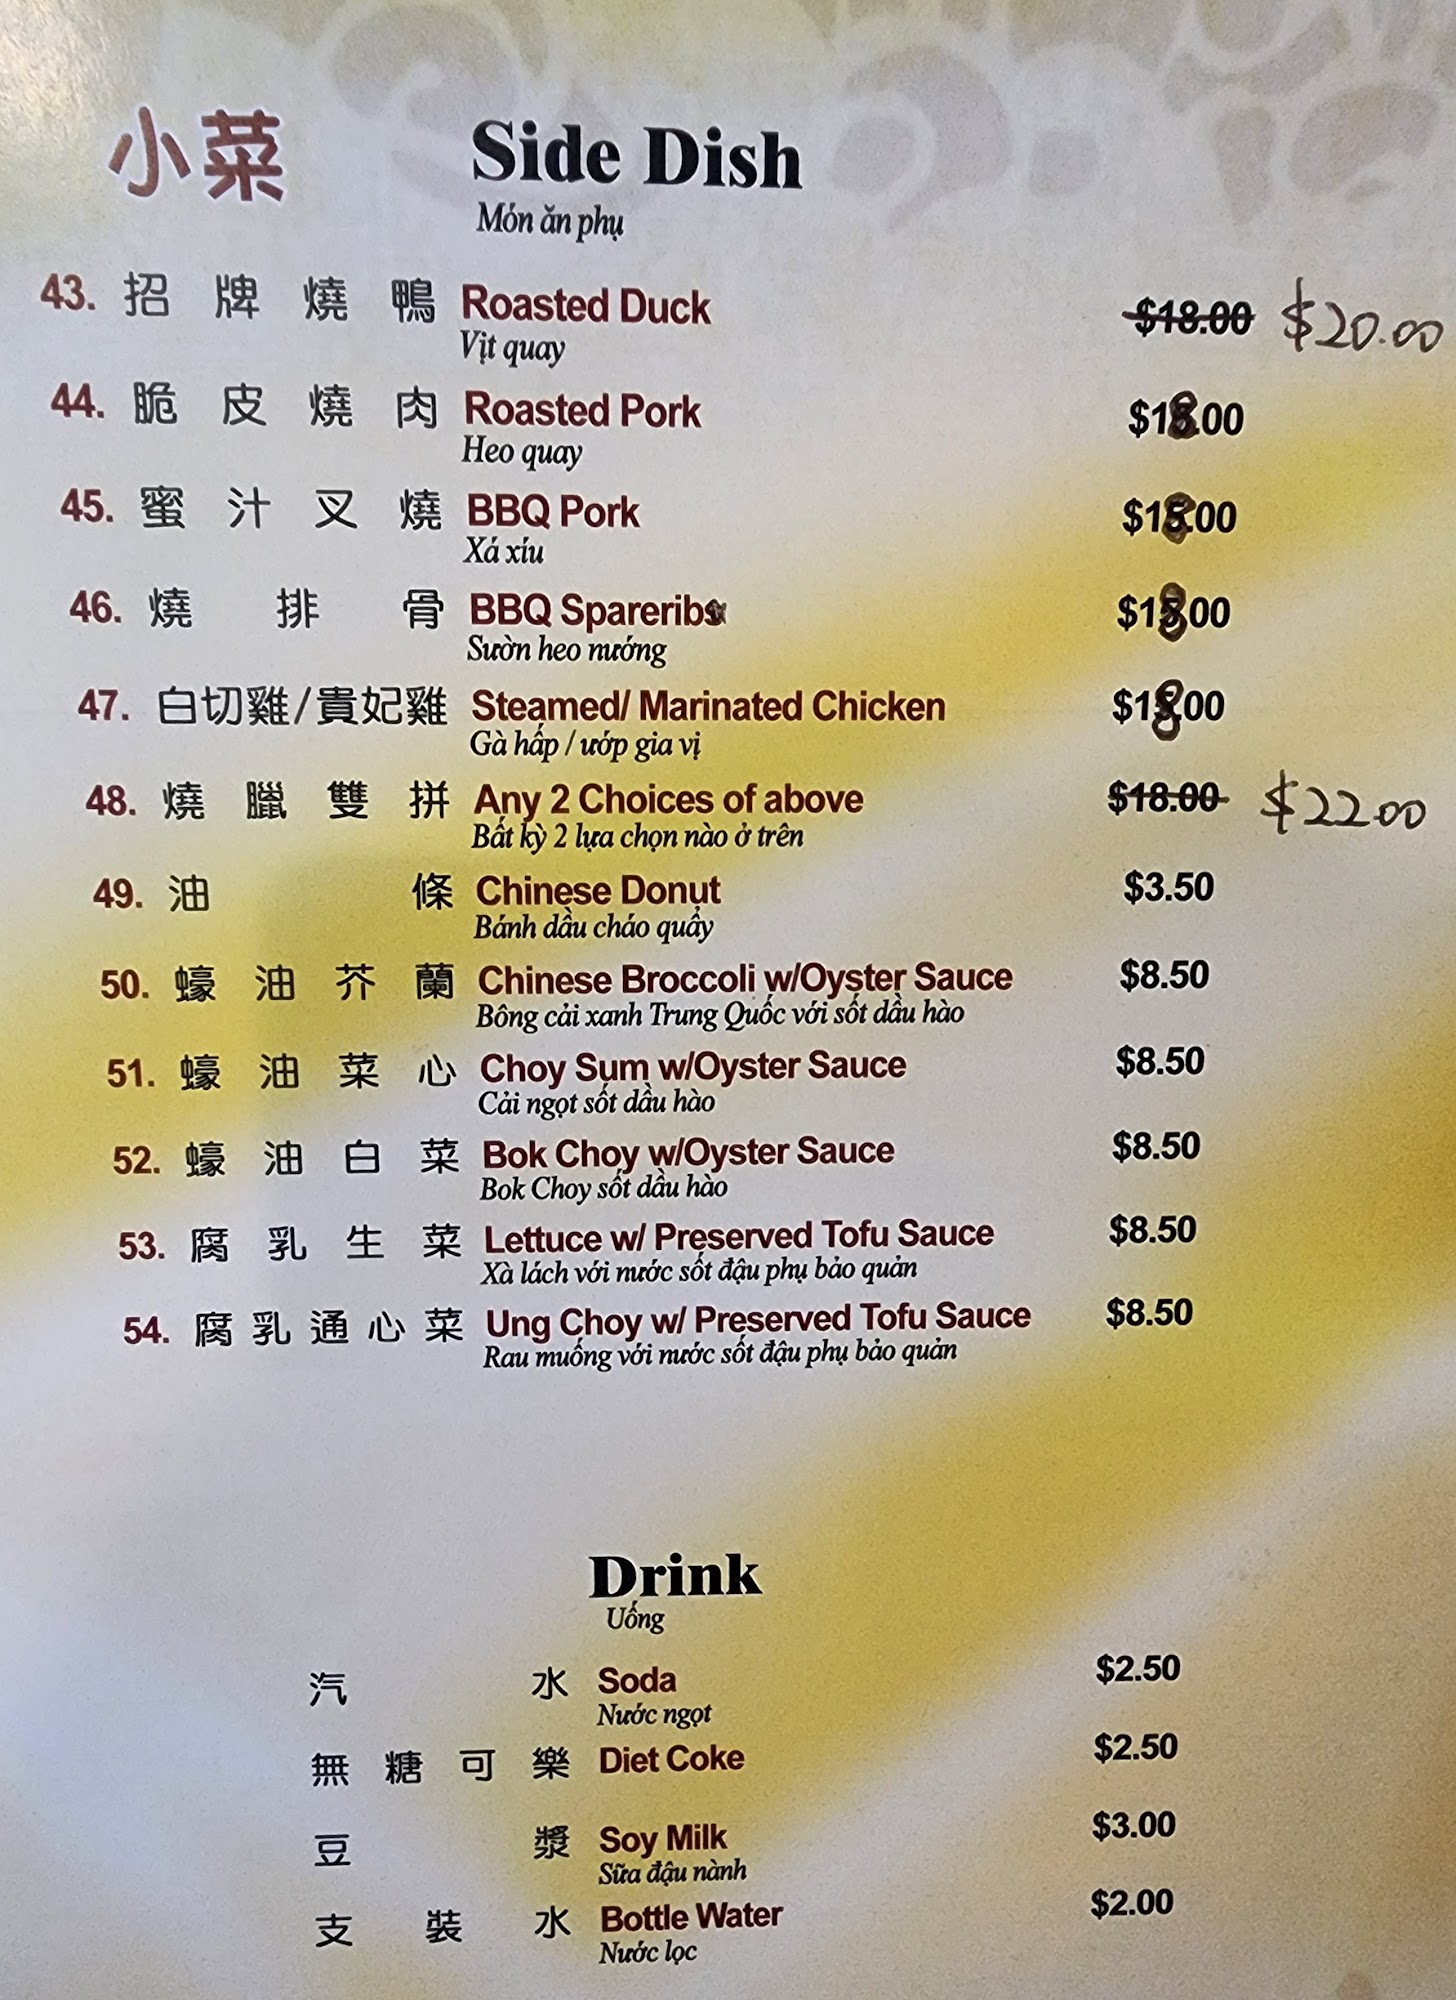 小菜 Side Dish
Món ăn phụ
43. 招牌燒鴨 Roasted Duck $18.00 $20.00
Vịt quay
44. 脆皮燒肉 Roasted Pork $18.00
Heo quay
45. 蜜汁叉燒 BBQ Pork $18.00
Xá xíu
46. 燒排骨 BBQ Spareribs $18.00
Sườn heo nướng
47. 白切雞/貴妃雞 Steamed/ Marinated Chicken $18.00
Gà hấp / ướp gia vị
48. 燒臘雙拼 Any 2 Choices of above $18.00 $22.00
Bất kỳ 2 lựa chọn nào ở trên
49. 油條 Chinese Donut $3.50
Bánh dầu cháo quẩy
50. 蠔油芥蘭 Chinese Broccoli w/Oyster Sauce $8.50
Bông cải xanh Trung Quốc với sốt dầu hào
51. 蠔油菜心 Choy Sum w/Oyster Sauce $8.50
Cải ngọt sốt dầu hào
52. 蠔油白菜 Bok Choy w/Oyster Sauce $8.50
Bok Choy sốt dầu hào
53. 腐乳生菜 Lettuce w/ Preserved Tofu Sauce $8.50
Xà lách với nước sốt đậu phụ bảo quản
54. 腐乳通心菜 Ung Choy w/ Preserved Tofu Sauce $8.50
Rau muống với nước sốt đậu phụ bảo quản
Drink
Uống
汽水 Soda $2.50
Nước ngọt
無糖可樂 Diet Coke $2.50
豆漿 Soy Milk $3.00
Sữa đậu nành
支裝水 Bottle Water $2.00
Nước lọc